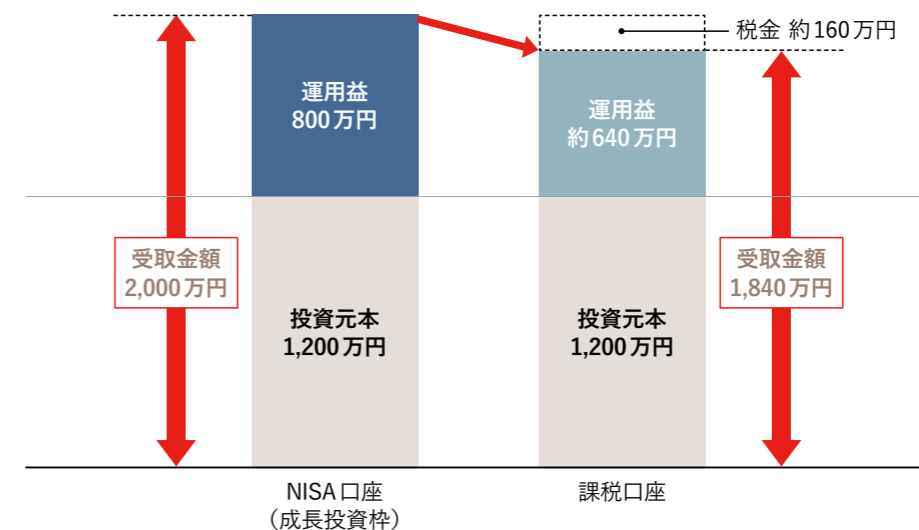 税金 約160万円
運用益
800万円
運用益
約640万円
受取金額
2,000万円
受取金額
1,840万円
投資元本
1,200万円
投資元本
1,200万円
NISA口座
（成長投資枠）
課税口座